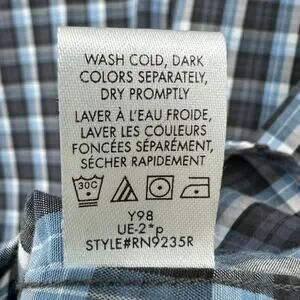 WASH COLD, DARK
COLORS SEPARATELY,
DRY PROMPTLY
LAVER À L'EAU FROIDE,
LAVER LES COULEURS
FONCÉES SÉPARÉMENT,
SÉCHER RAPIDEMENT
30C
Y98
UE-2*p
STYLE#RN9235R